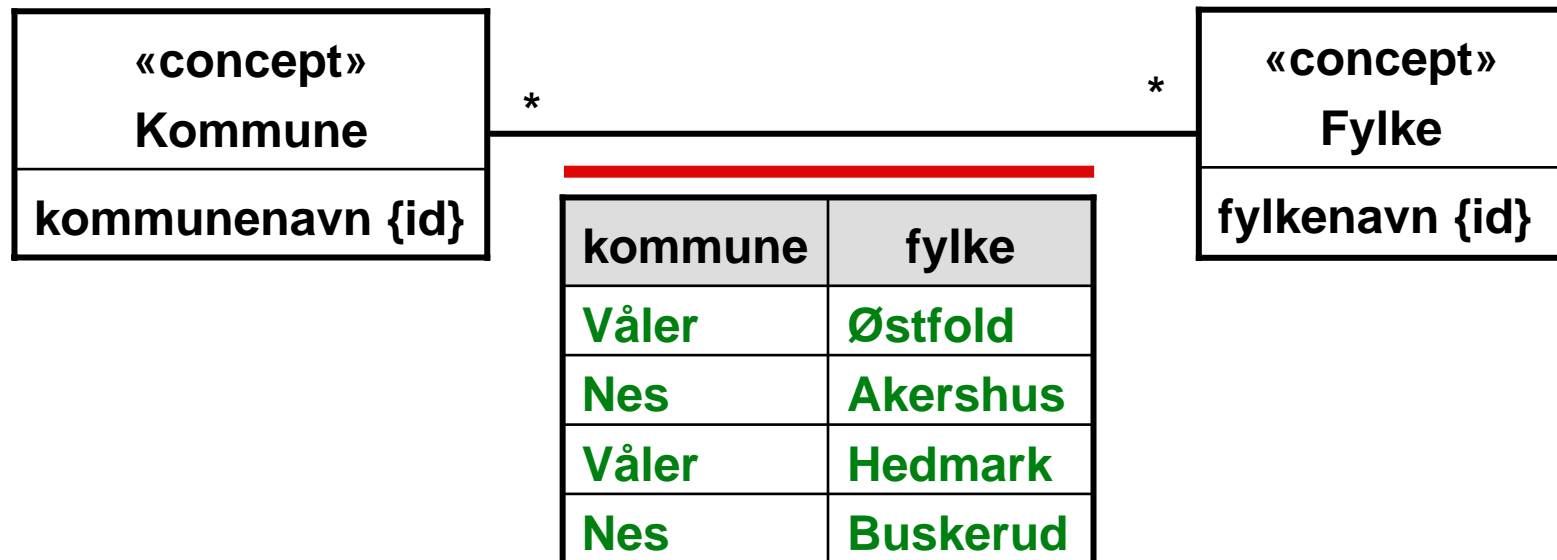 «concept»
Kommune
kommunenavn {id}
*
*
«concept»
Fylke
fylkenavn {id}
kommune fylke
Våler Østfold
Nes Akershus
Våler Hedmark
Nes Buskerud